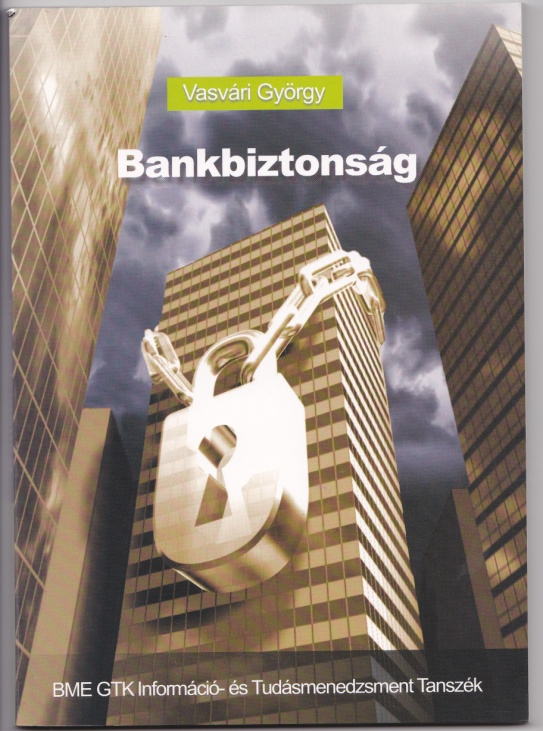 Vasvári György
Bankbiztonság
BME GTK Információ- és Tudásmenedzsment Tanszék